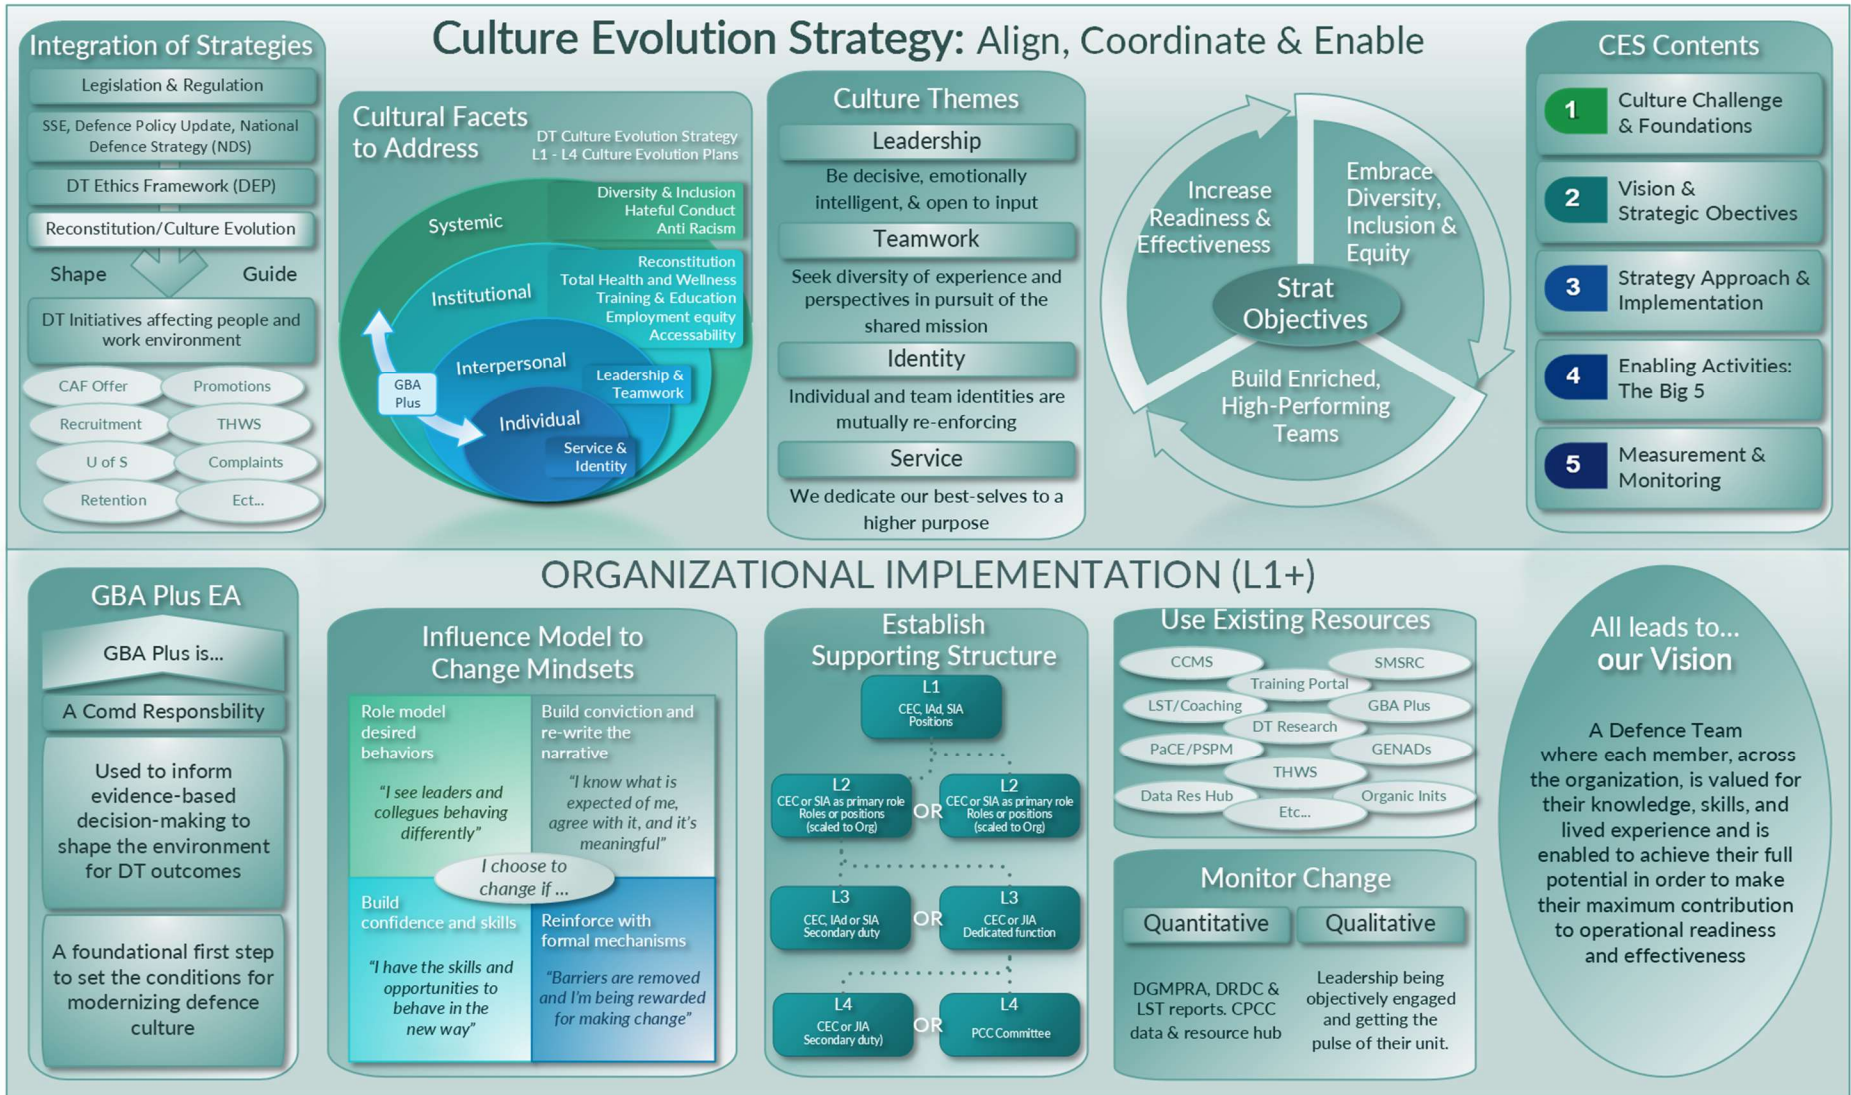 Culture Evolution Strategy: Align, Coordinate & Enable
Integration of Strategies
Legislation & Regulation
SSE, Defence Policy Update, National
Defence Strategy (NDS)
DT Ethics Framework (DEP)
Reconstitution/Culture Evolution
Shape
Guide
DT Initiatives affecting people and
work environment
CAF Offer
Promotions
Recruitment
THWS
U of S
Complaints
Retention
Ect...
Cultural Facets
to Address
DT Culture Evolution Strategy
L1 - L4 Culture Evolution Plans
Systemic
Diversity & Inclusion
Hateful Conduct
Anti Racism
Institutional
Reconstitution
Total Health and Wellness
Training & Education
Employment equity
Accessability
Interpersonal
Leadership &
Teamwork
GBA
Plus
Individual
Service &
Identity
Culture Themes
Leadership
Be decisive, emotionally
intelligent, & open to input
Teamwork
Seek diversity of experience and
perspectives in pursuit of the
shared mission
Identity
Individual and team identities are
mutually re-enforcing
Service
We dedicate our best-selves to a
higher purpose
Increase
Readiness &
Effectiveness
Embrace
Diversity,
Inclusion &
Equity
Strat
Objectives
Build Enriched,
High-Performing
Teams
CES Contents
1
Culture Challenge
& Foundations
2
Vision &
Strategic Obectives
3
Strategy Approach &
Implementation
4
Enabling Activities:
The Big 5
5
Measurement &
Monitoring
ORGANIZATIONAL IMPLEMENTATION (L1+)
GBA Plus EA
GBA Plus is...
A Comd Responsbility
Used to inform
evidence-based
decision-making to
shape the environment
for DT outcomes
A foundational first step
to set the conditions for
modernizing defence
culture
Influence Model to
Change Mindsets
Role model
desired
behaviors
"I see leaders and
collegues behaving
differently"
Build conviction and
re-write the
narrative
"I know what is
expected of me,
agree with it, and it's
meaningful"
I choose to
change if ...
Build
confidence and skills
"I have the skills and
opportunities to
behave in the
new way"
Reinforce with
formal mechanisms
"Barriers are removed
and I'm being rewarded
for making change"
Establish
Supporting Structure
L1
CEC, IAd, SIA
Positions
L2
CEC or SIA as primary role
Roles or positions
(scaled to Org)
OR
L2
CEC or SIA as primary role
Roles or positions
(scaled to Org)
L3
CEC, IAd or SIA
Secondary duty
OR
L3
CEC or JIA
Dedicated function
L4
CEC or JIA
Secondary duty)
OR
L4
PCC Committee
Use Existing Resources
CCMS
SMSRC
Training Portal
LST/Coaching
GBA Plus
DT Research
PaCE/PSPM
GENADs
THWS
Data Res Hub
Organic Inits
Etc...
Monitor Change
Quantitative
DGMPRA, DRDC &
LST reports. CPCC
data & resource hub
Qualitative
Leadership being
objectively engaged
and getting the
pulse of their unit.
All leads to...
our Vision
A Defence Team
where each member, across
the organization, is valued for
their knowledge, skills, and
lived experience and is
enabled to achieve their full
potential in order to make
their maximum contribution
to operational readiness
and effectiveness